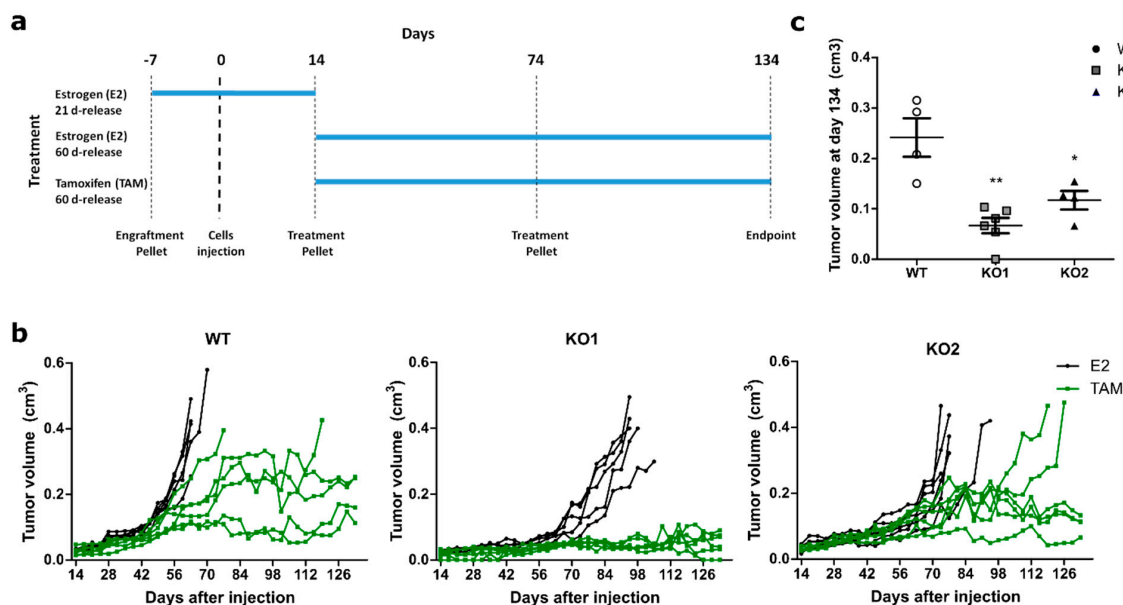 a
Days
-7 0 14 74 134
Treatment
Estrogen (E2)
21 d-release
Estrogen (E2)
60 d-release
Tamoxifen (TAM)
60 d-release
Engraftment
Pellet
Cells
injection
Treatment
Pellet
Treatment
Pellet
Endpoint
c
Tumor volume at day 134 (cm3)
0.4
0.3
0.2
0.1
0.0
**
*
W
K
K
WT KO1 KO2
b
WT
Tumor volume (cm³)
0.6
0.4
0.2
0.0
14 28 42 56 70 84 98 112 126
Days after injection
KO1
Tumor volume (cm³)
0.6
0.4
0.2
0.0
14 28 42 56 70 84 98 112 126
Days after injection
KO2
Tumor volume (cm³)
0.6
0.4
0.2
0.0
14 28 42 56 70 84 98 112 126
Days after injection
E2
TAM